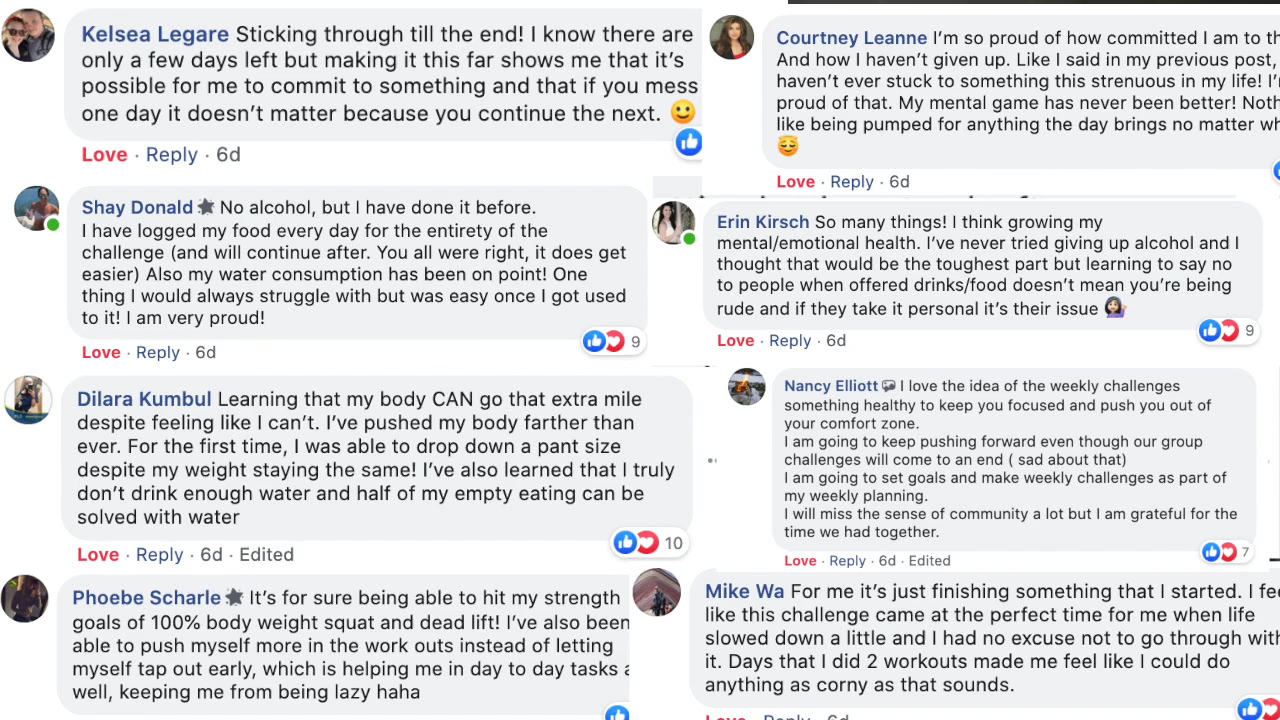 Kelsea Legare Sticking through till the end! I know there are
only a few days left but making it this far shows me that it's
possible for me to commit to something and that if you mess
one day it doesn't matter because you continue the next. 🙂
Love · Reply · 6d
Courtney Leanne I'm so proud of how committed I am to th
And how I haven't given up. Like I said in my previous post,
haven't ever stuck to something this strenuous in my life! I'
proud of that. My mental game has never been better! Noth
like being pumped for anything the day brings no matter wh
😇
Love · Reply · 6d
Shay Donald No alcohol, but I have done it before.
I have logged my food every day for the entirety of the
challenge (and will continue after. You all were right, it does get
easier) Also my water consumption has been on point! One
thing I would always struggle with but was easy once I got used
to it! I am very proud!
9
Love · Reply · 6d
Erin Kirsch So many things! I think growing my
mental/emotional health. I've never tried giving up alcohol and I
thought that would be the toughest part but learning to say no
to people when offered drinks/food doesn't mean you're being
rude and if they take it personal it's their issue 💁🏻‍♀️
9
Love · Reply · 6d
Dilara Kumbul Learning that my body CAN go that extra mile
despite feeling like I can't. I've pushed my body farther than
ever. For the first time, I was able to drop down a pant size
despite my weight staying the same! I've also learned that I truly
don't drink enough water and half of my empty eating can be
solved with water
10
Love · Reply · 6d · Edited
Nancy Elliott I love the idea of the weekly challenges
something healthy to keep you focused and push you out of
your comfort zone.
I am going to keep pushing forward even though our group
challenges will come to an end ( sad about that)
I am going to set goals and make weekly challenges as part of
my weekly planning.
I will miss the sense of community a lot but I am grateful for the
time we had together.
7
Love · Reply · 6d · Edited
Phoebe Scharle It's for sure being able to hit my strength
goals of 100% body weight squat and dead lift! I've also been
able to push myself more in the work outs instead of letting
myself tap out early, which is helping me in day to day tasks a
well, keeping me from being lazy haha
Mike Wa For me it's just finishing something that I started. I fee
like this challenge came at the perfect time for me when life
slowed down a little and I had no excuse not to go through with
it. Days that I did 2 workouts made me feel like I could do
anything as corny as that sounds.
Love · Reply · 6d